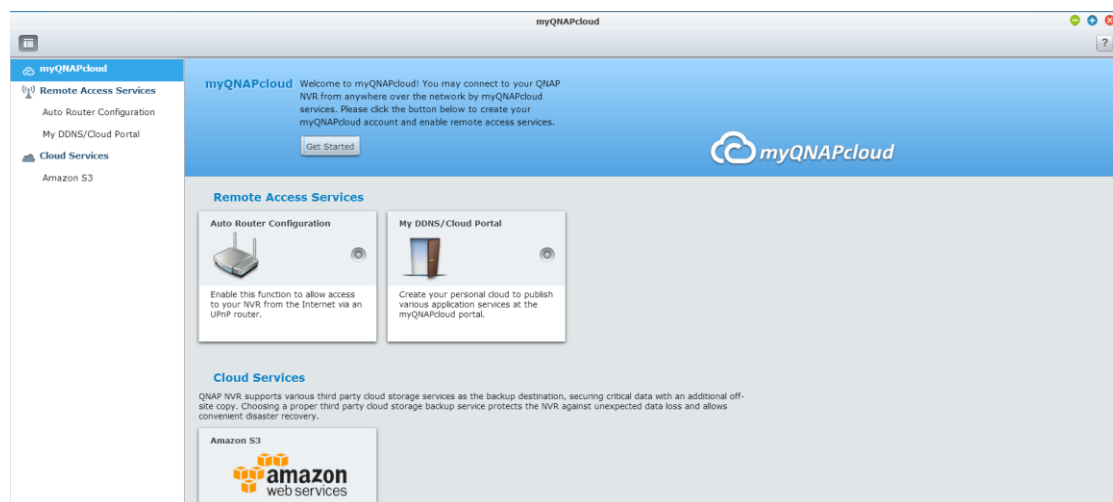 myQNAPcloud
?
myQNAPcloud
Remote Access Services
Auto Router Configuration
My DDNS/Cloud Portal
Cloud Services
Amazon S3
myQNAPcloud
Welcome to myQNAPcloud! You may connect to your QNAP
NVR from anywhere over the network by myQNAPcloud
services. Please click the button below to create your
myQNAPcloud account and enable remote access services.
Get Started
myQNAPcloud
Remote Access Services
Auto Router Configuration
Enable this function to allow access
to your NVR from the Internet via an
UPnP router.
My DDNS/Cloud Portal
Create your personal cloud to publish
various application services at the
myQNAPcloud portal.
Cloud Services
QNAP NVR supports various third party cloud storage services as the backup destination, securing critical data with an additional off-
site copy. Choosing a proper third party cloud storage backup service protects the NVR against unexpected data loss and allows
convenient disaster recovery.
Amazon S3
amazon
web services